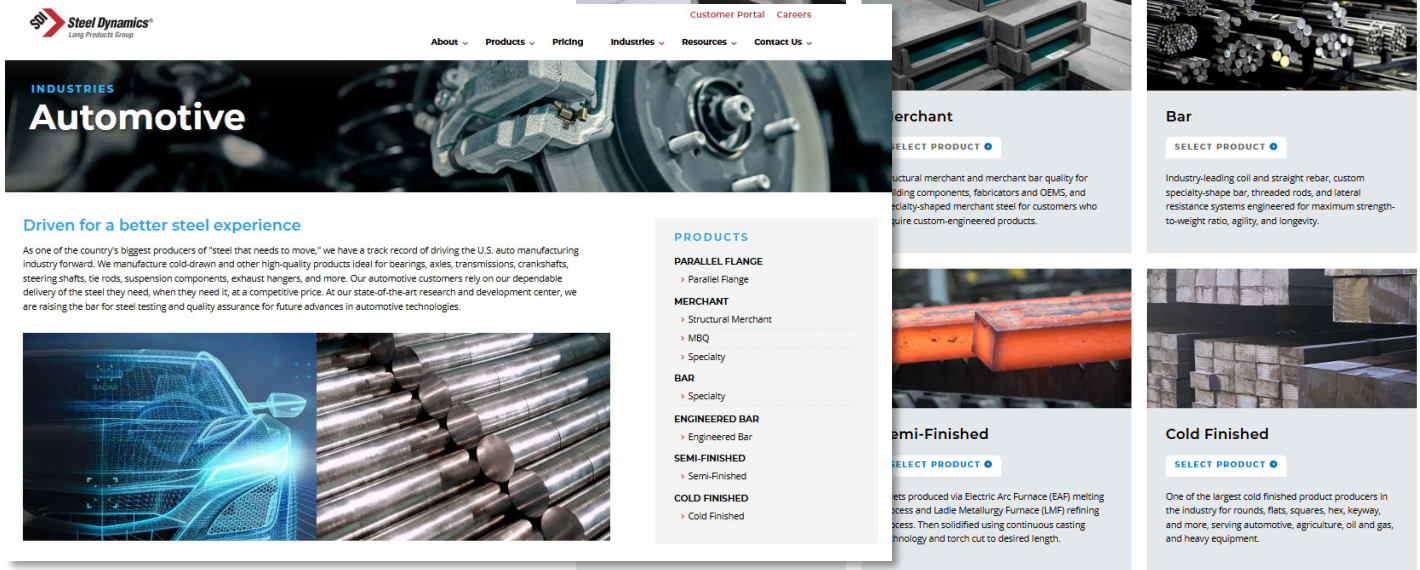 SDI
Steel Dynamics®
Long Products Group
Customer Portal Careers
About Products Pricing Industries Resources Contact Us
INDUSTRIES
Automotive
Driven for a better steel experience
As one of the country's biggest producers of "steel that needs to move," we have a track record of driving the U.S. auto manufacturing
industry forward. We manufacture cold-drawn and other high-quality products ideal for bearings, axles, transmissions, crankshafts,
steering shafts, tie rods, suspension components, exhaust hangers, and more. Our automotive customers rely on our dependable
delivery of the steel they need, when they need it, at a competitive price. At our state-of-the-art research and development center, we
are raising the bar for steel testing and quality assurance for future advances in automotive technologies.
RADAR
PRODUCTS
PARALLEL FLANGE
> Parallel Flange
MERCHANT
> Structural Merchant
> MBQ
> Specialty
BAR
> Specialty
ENGINEERED BAR
> Engineered Bar
SEMI-FINISHED
> Semi-Finished
COLD FINISHED
> Cold Finished
erchant
SELECT PRODUCT
uctural merchant and merchant bar quality for
lding components, fabricators and OEMS, and
ecialty-shaped merchant steel for customers who
quire custom-engineered products.
Bar
SELECT PRODUCT
Industry-leading coil and straight rebar, custom
specialty-shape bar, threaded rods, and lateral
resistance systems engineered for maximum strength-
to-weight ratio, agility, and longevity.
emi-Finished
SELECT PRODUCT
lets produced via Electric Arc Furnace (EAF) melting
ocess and Ladle Metallurgy Furnace (LMF) refining
ocess. Then solidified using continuous casting
hnology and torch cut to desired length.
Cold Finished
SELECT PRODUCT
One of the largest cold finished product producers in
the industry for rounds, flats, squares, hex, keyway,
and more, serving automotive, agriculture, oil and gas,
and heavy equipment.